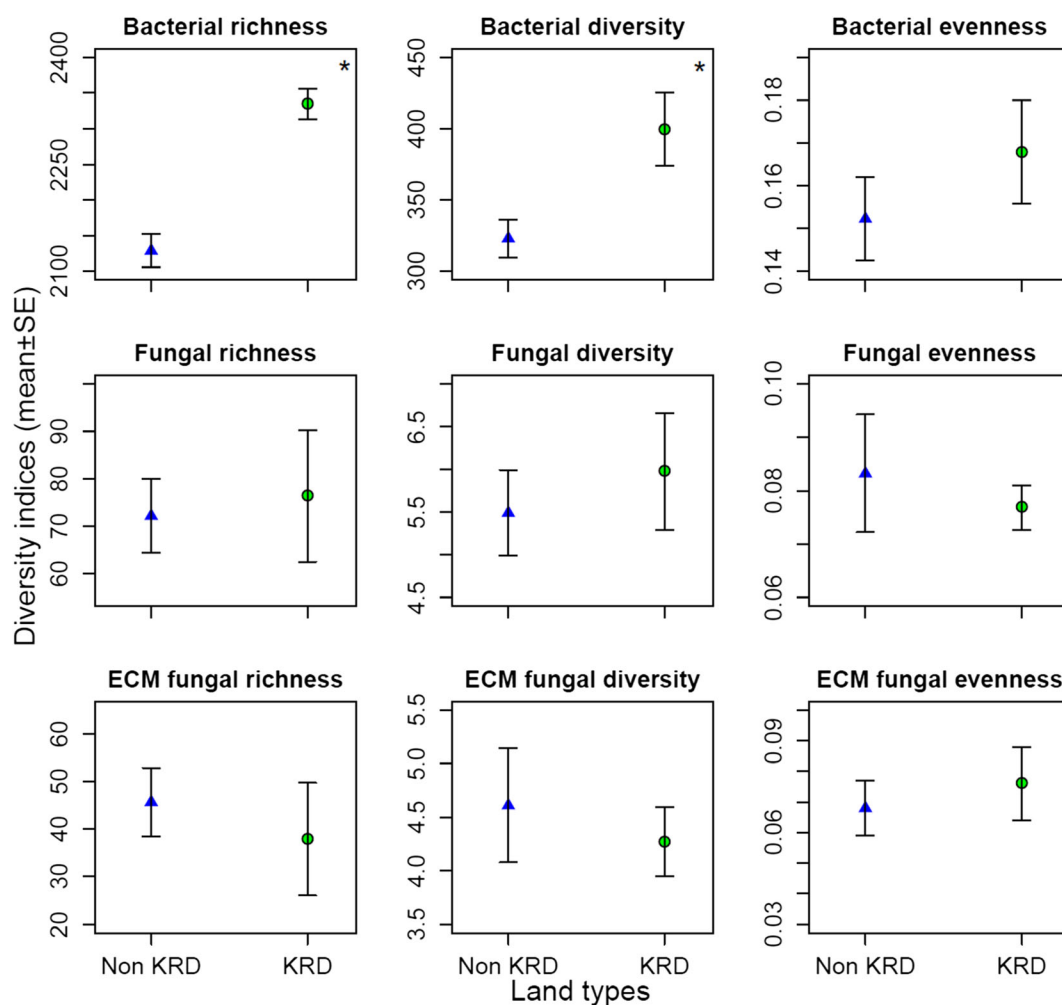 Bacterial richness
Bacterial diversity
Bacterial evenness
2400
2250
2100
*
450
400
350
300
*
0.18
0.16
0.14
Diversity indices (mean±SE)
Fungal richness
Fungal diversity
Fungal evenness
90
80
70
60
6.5
5.5
4.5
0.10
0.08
0.06
ECM fungal richness
ECM fungal diversity
ECM fungal evenness
60
50
40
30
20
5.5
5.0
4.5
4.0
3.5
0.09
0.06
0.03
Non KRD KRD
Non KRD KRD
Non KRD KRD
Land types